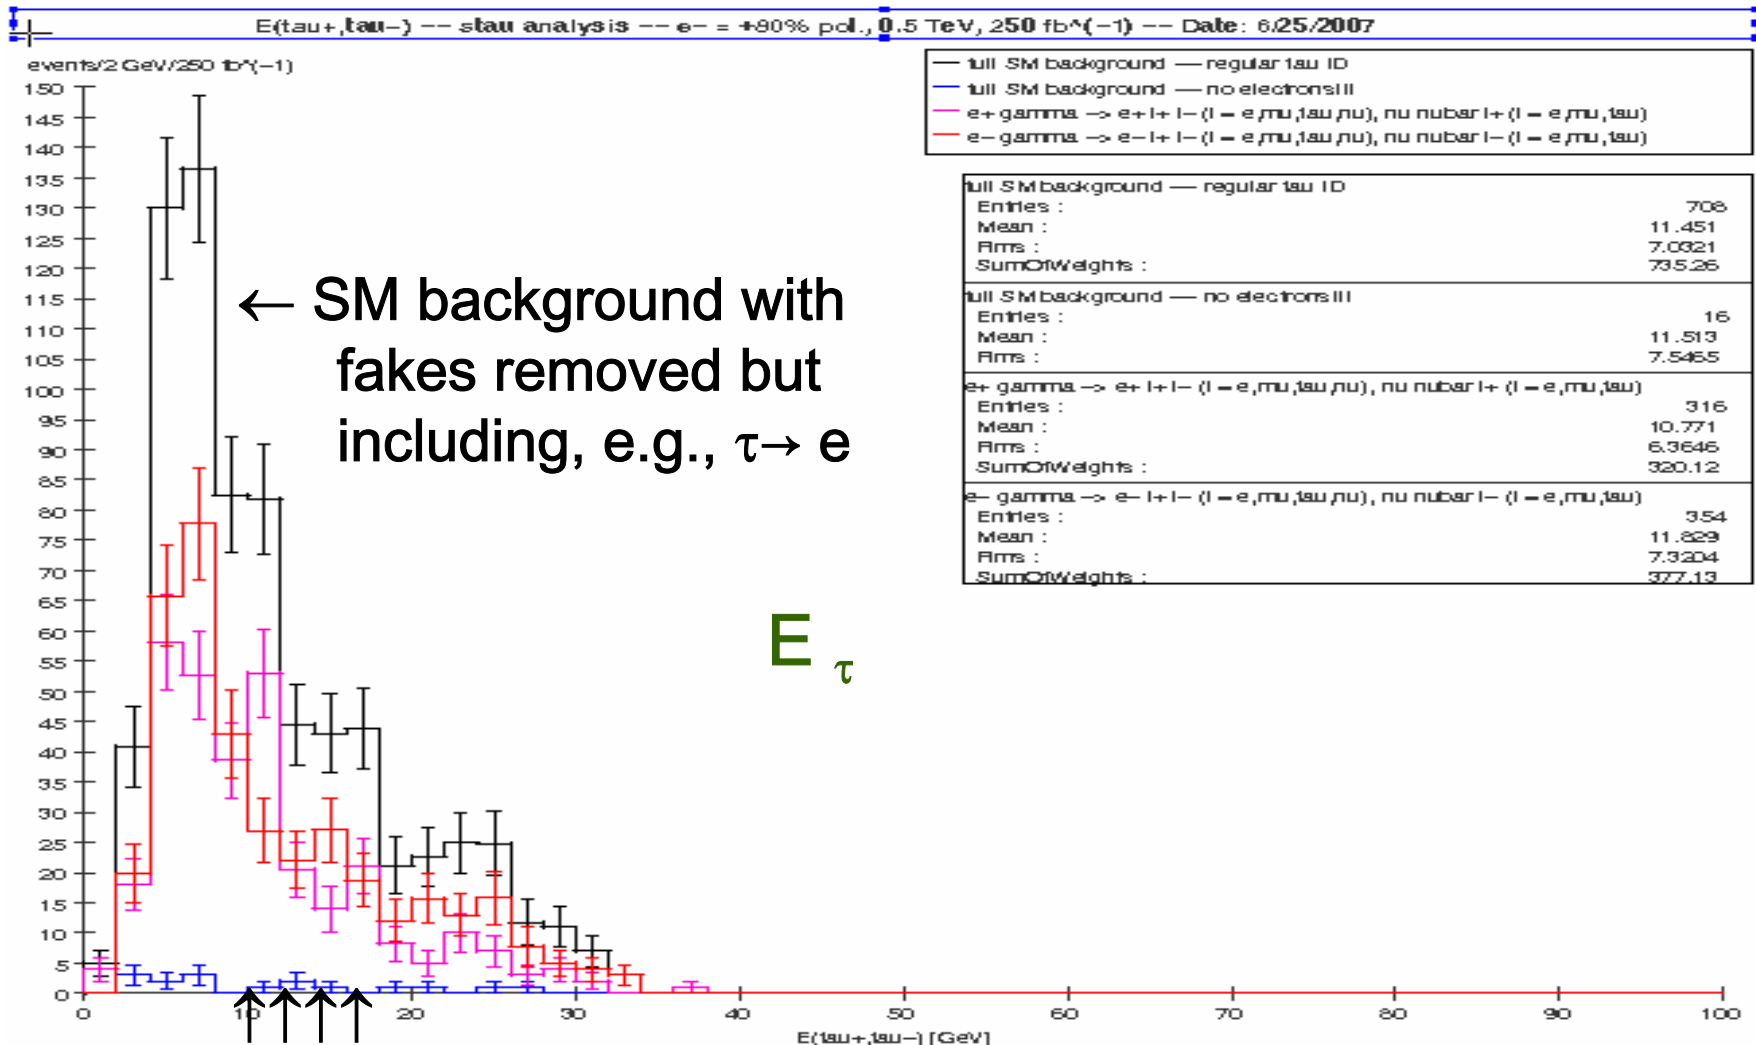 E(tau+,tau-) -- stau analysis -- e- = +80% pol., 0.5 TeV, 250 fb^(-1) -- Date: 6/25/2007
events/2 GeV/250 fb^(-1)
full SM background — regular tau ID
full SM background — no electrons!!!
e+ gamma -> e+ l+ l- (l = e,mu,tau,nu), nu nubar l+ (l = e,mu,tau)
e- gamma -> e- l+ l- (l = e,mu,tau,nu), nu nubar l- (l = e,mu,tau)
full SM background — regular tau ID
Entries : 708
Mean : 11.451
Rms : 7.0321
SumOfWeights : 735.26
full SM background — no electrons!!!
Entries : 16
Mean : 11.513
Rms : 7.5465
e+ gamma -> e+ l+ l- (l = e,mu,tau,nu), nu nubar l+ (l = e,mu,tau)
Entries : 316
Mean : 10.771
Rms : 6.3646
SumOfWeights : 320.12
e- gamma -> e- l+ l- (l = e,mu,tau,nu), nu nubar l- (l = e,mu,tau)
Entries : 354
Mean : 11.829
Rms : 7.3204
SumOfWeights : 377.13
← SM background with
fakes removed but
including, e.g., τ→ e
E τ
150
145
140
135
130
125
120
115
110
105
100
95
90
85
80
75
70
65
60
55
50
45
40
35
30
25
20
15
10
5
0
0 10 20 30 40 50 60 70 80 90 100
E(tau+,tau-) [GeV]